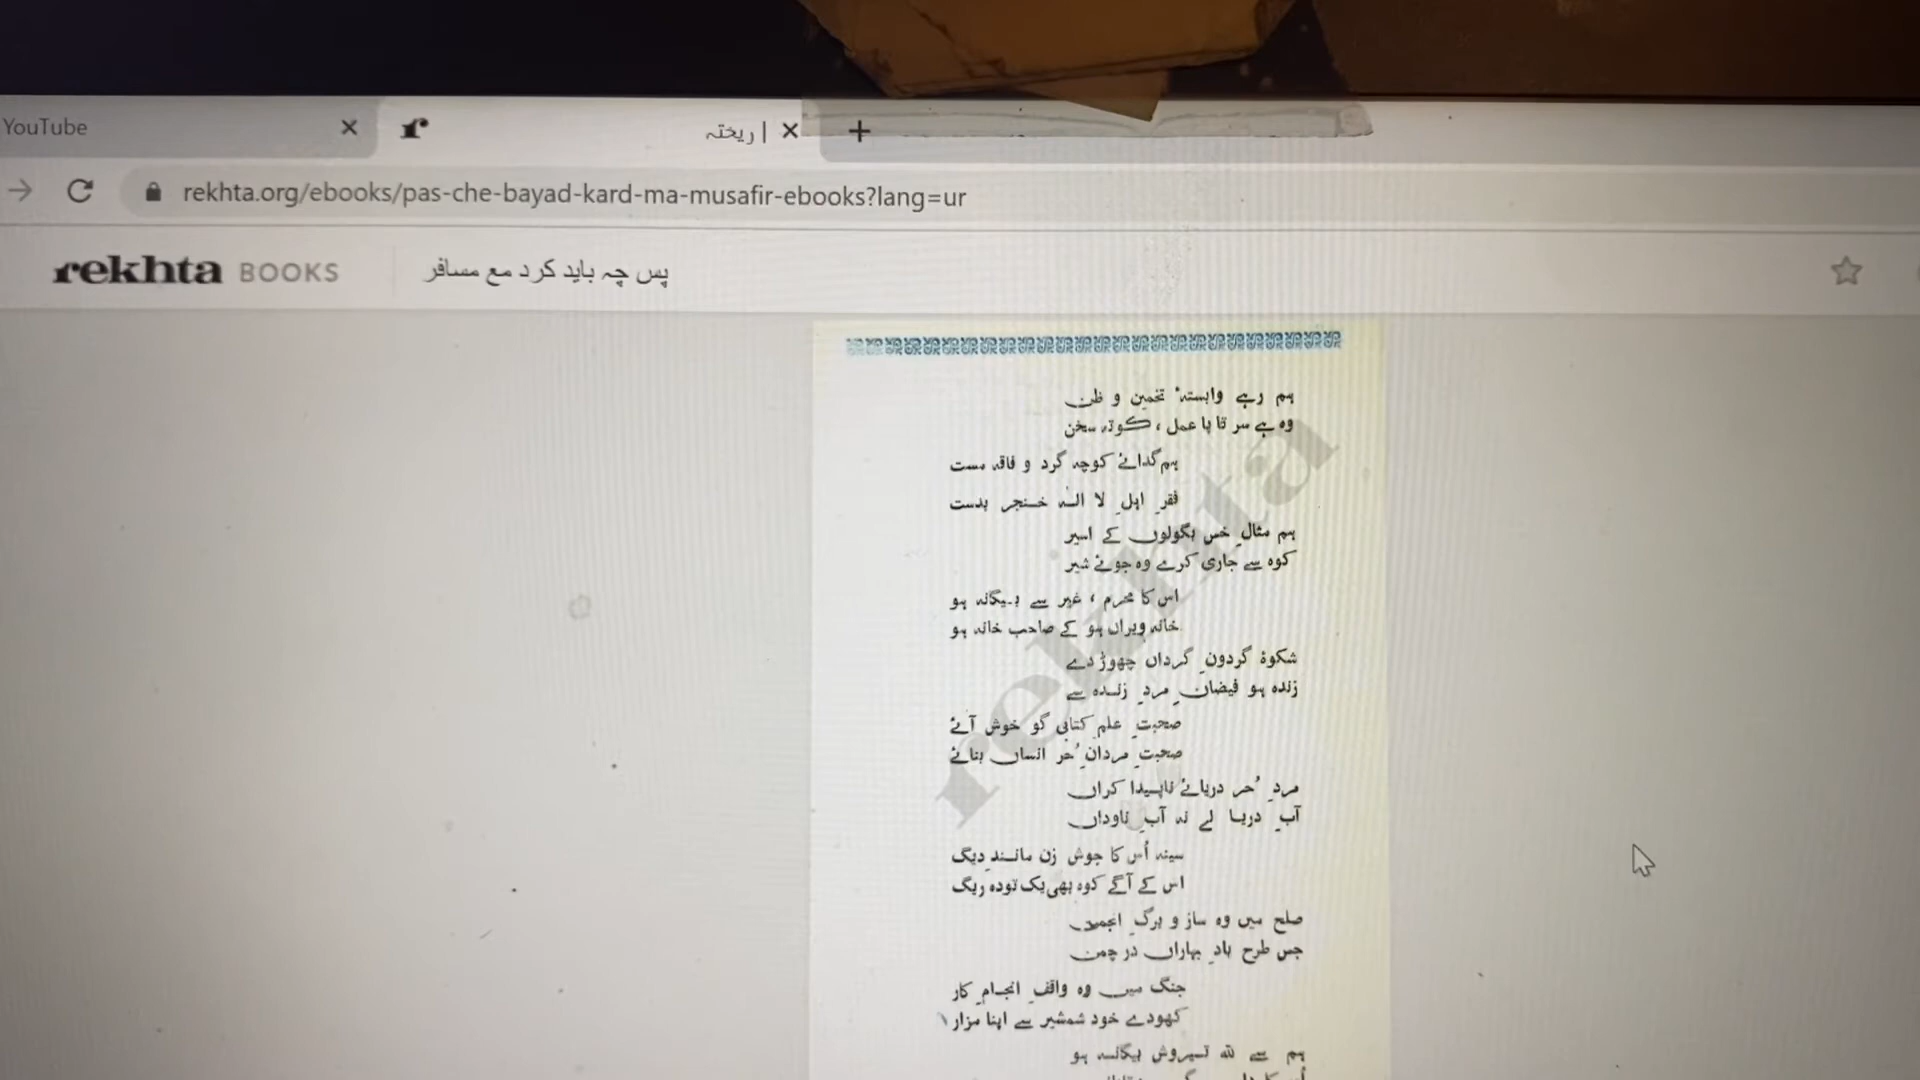 YouTube
ریختہ |
rekhta.org/ebooks/pas-che-bayad-kard-ma-musafir-ebooks?lang=ur
rekhta BOOKS
پس چہ باید کرد مع مسافر
ہم رہے وابستۂ تخمین و ظن
وہ ہے سر تا پا عمل ، کوتہ سخن
ہم گدائے کوچہ گرد و فاقہ مست
فقرِ اہلِ لا الٰہ خنجر بدست
ہم مثالِ خس بگولوں کے اسیر
کوہ سے جاری کرے وہ جوئے شیر
اس کا محرم ، غیر سے بیگانہ ہو
خانہ ویراں ہو کے صاحب خانہ ہو
شکوۂ گردونِ گرداں چھوڑ دے
زندہ ہو فیضانِ مردِ زندہ سے
صحبتِ علمِ کتابی گو خوش آئے
صحبتِ مردانِ حُر انساں بنائے
مردِ حُر دریائے ناپیدا کراں
آبِ دریا لے نہ آبِ ناوداں
سینہ اُس کا جوش زن مانندِ دیگ
اس کے آگے کوہ بھی یک تودہ ریگ
صلح میں وہ ساز و برگِ انجمن
جس طرح بادِ بہاراں در چمن
جنگ میں وہ واقفِ انجامِ کار
کھودے خود شمشیر سے اپنا مزار ۱
ہم سے للہ بیگانہ ہو
rekhta